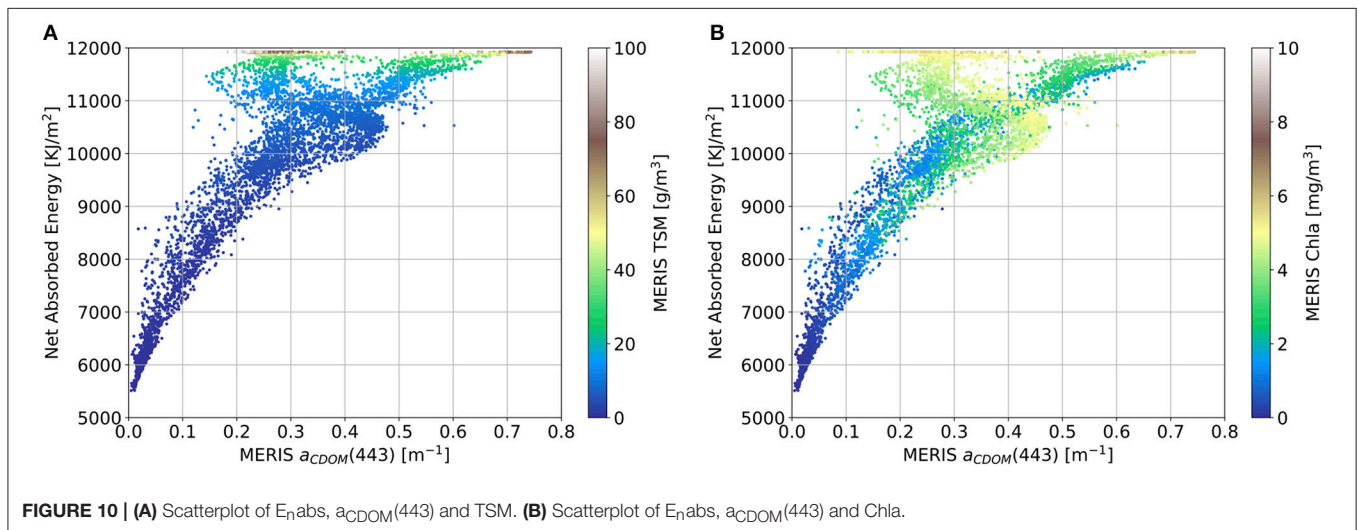 A
12000
11000
10000
9000
8000
7000
6000
5000
Net Absorbed Energy [KJ/m²]
0.0 0.1 0.2 0.3 0.4 0.5 0.6 0.7 0.8
MERIS aCDOM(443) [m⁻¹]
100
80
60
40
20
0
MERIS TSM [g/m³]
B
12000
11000
10000
9000
8000
7000
6000
5000
Net Absorbed Energy [KJ/m²]
0.0 0.1 0.2 0.3 0.4 0.5 0.6 0.7 0.8
MERIS aCDOM(443) [m⁻¹]
10
8
6
4
2
0
MERIS Chla [mg/m³]
FIGURE 10 | (A) Scatterplot of Enabs, aCDOM(443) and TSM. (B) Scatterplot of Enabs, aCDOM(443) and Chla.